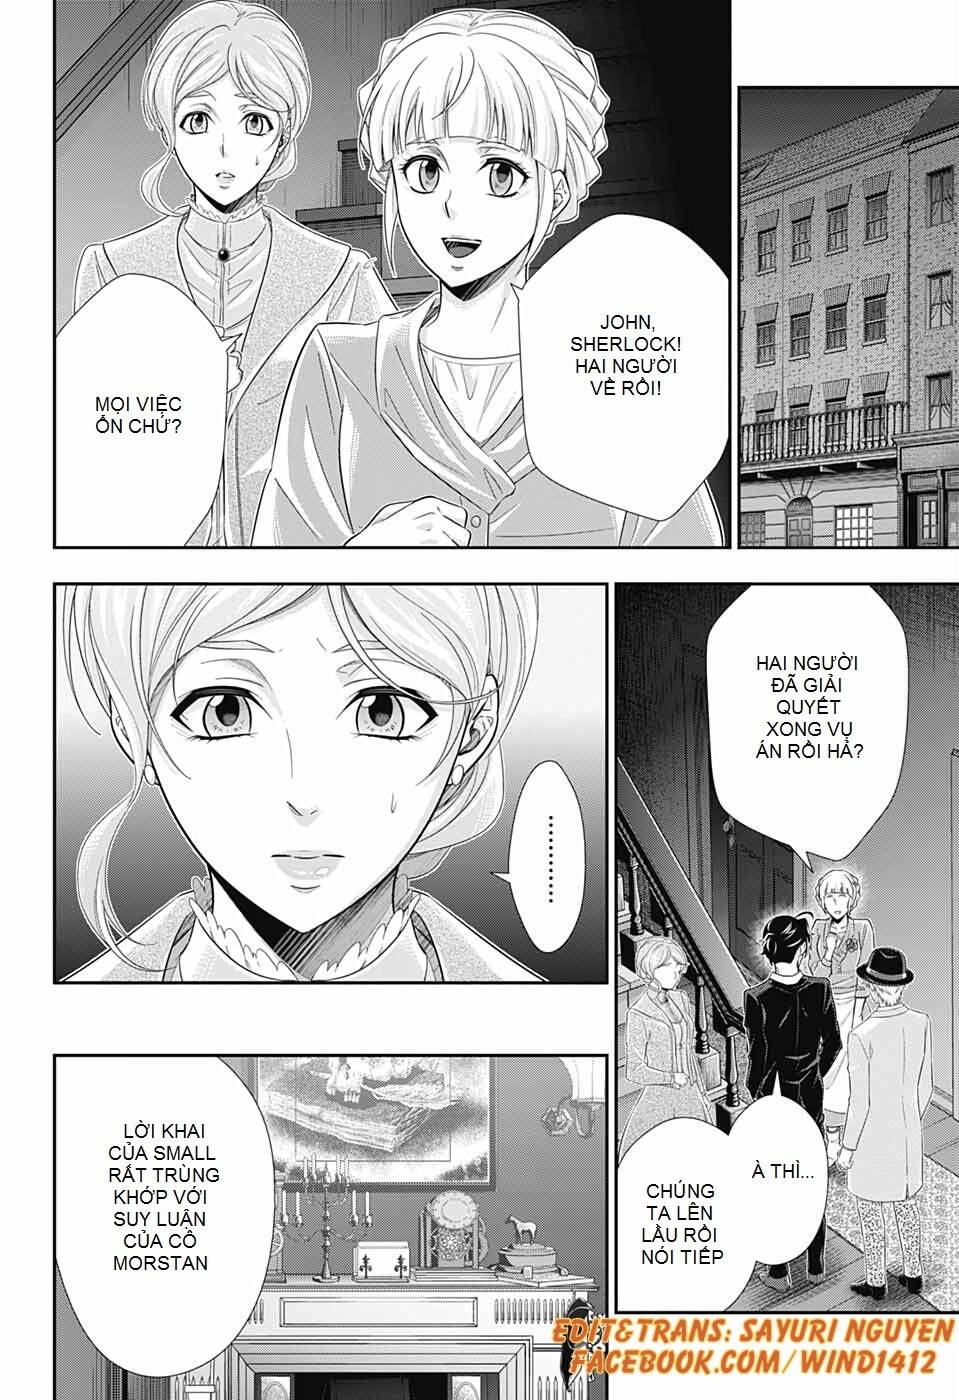 JOHN,
SHERLOCK!
HAI NGƯỜI
VỀ RỒI!
MỌI VIỆC
ỔN CHỨ?
HAI NGƯỜI
ĐÃ GIẢI
QUYẾT
XONG VỤ
ÁN RỒI HẢ?
À THÌ...
CHÚNG
TA LÊN
LẦU RỒI
NÓI TIẾP
.........
LỜI KHAI
CỦA SMALL
RẤT TRÙNG
KHỚP VỚI
SUY LUẬN
CỦA CÔ
MORSTAN
EDIT&TRANS: SAYURI NGUYEN
FACEBOOK.COM/WIND1412